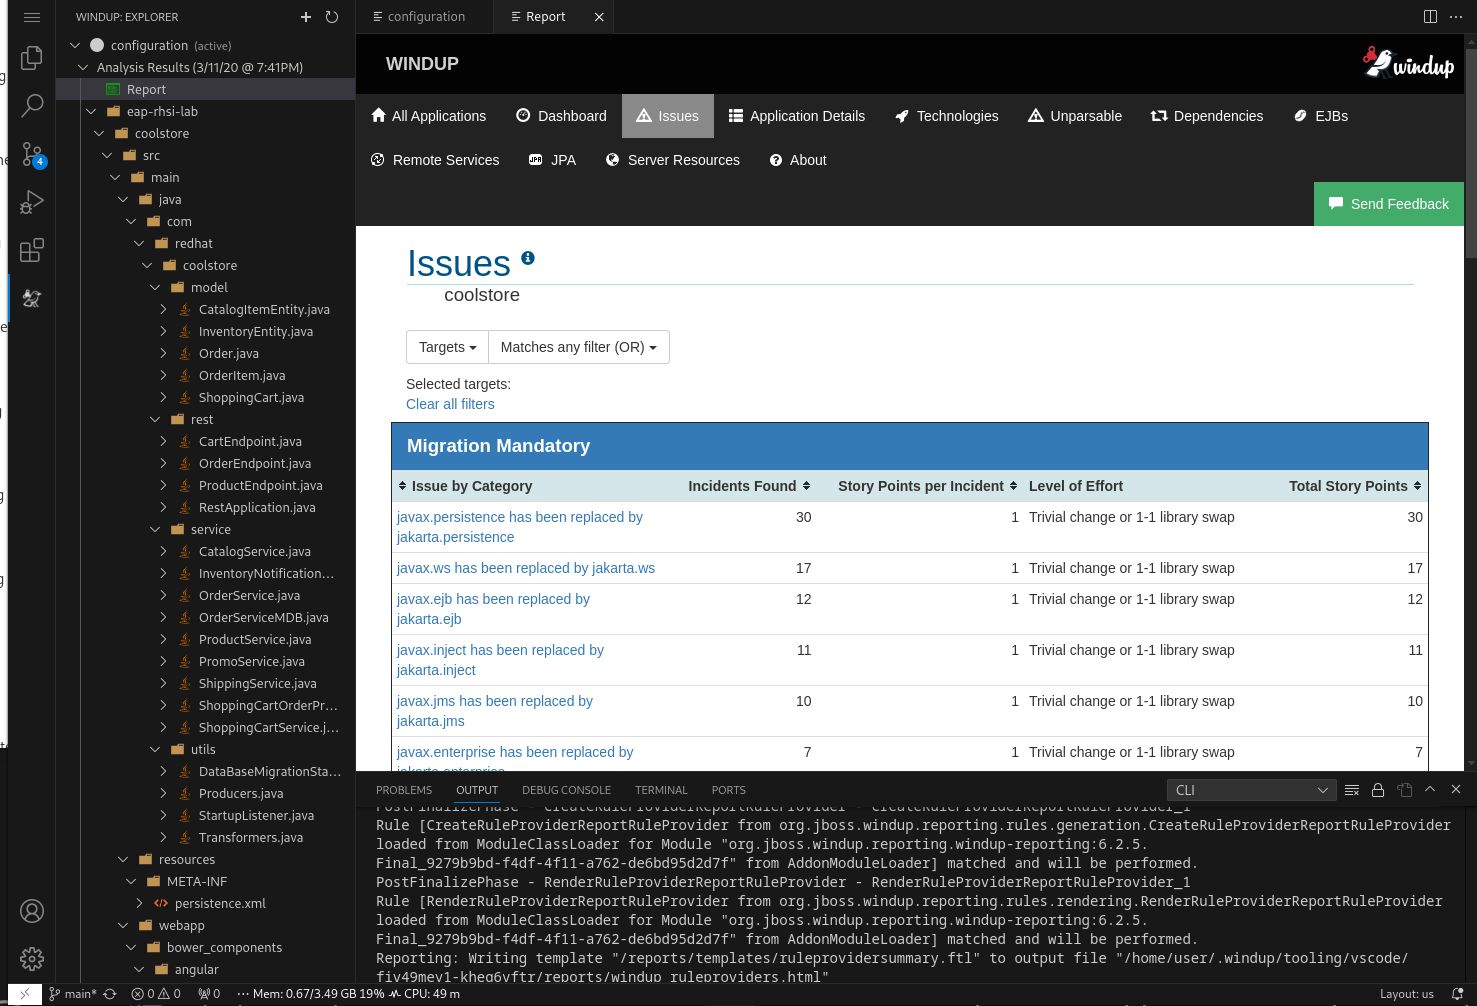 WINDUP: EXPLORER
configuration (active)
Analysis Results (3/11/20 @ 7:41PM)
Report
eap-rhsi-lab
coolstore
src
main
java
com
redhat
coolstore
model
CatalogItemEntity.java
InventoryEntity.java
Order.java
OrderItem.java
ShoppingCart.java
rest
CartEndpoint.java
OrderEndpoint.java
ProductEndpoint.java
RestApplication.java
service
CatalogService.java
InventoryNotification...
OrderService.java
OrderServiceMDB.java
ProductService.java
PromoService.java
ShippingService.java
ShoppingCartOrderPr...
ShoppingCartService.j...
utils
DataBaseMigrationSta...
Producers.java
StartupListener.java
Transformers.java
resources
META-INF
persistence.xml
webapp
bower_components
angular
4
configuration
Report
WINDUP
windup
All Applications
Dashboard
Issues
Application Details
Technologies
Unparsable
Dependencies
EJBs
Remote Services
JPA
Server Resources
About
Send Feedback
Issues
coolstore
Targets
Matches any filter (OR)
Selected targets:
Clear all filters
Migration Mandatory
Issue by Category Incidents Found Story Points per Incident Level of Effort Total Story Points
javax.persistence has been replaced by 30 1 Trivial change or 1-1 library swap 30
jakarta.persistence
javax.ws has been replaced by jakarta.ws 17 1 Trivial change or 1-1 library swap 17
javax.ejb has been replaced by 12 1 Trivial change or 1-1 library swap 12
jakarta.ejb
javax.inject has been replaced by 11 1 Trivial change or 1-1 library swap 11
jakarta.inject
javax.jms has been replaced by 10 1 Trivial change or 1-1 library swap 10
jakarta.jms
javax.enterprise has been replaced by 7 1 Trivial change or 1-1 library swap 7
jakarta.enterprise
PROBLEMS OUTPUT DEBUG CONSOLE TERMINAL PORTS CLI
PostFinalizePhase - CreateRuleProviderReportRuleProvider - CreateRuleProviderReportRuleProvider_1
Rule [CreateRuleProviderReportRuleProvider from org.jboss.windup.reporting.rules.generation.CreateRuleProviderReportRuleProvider
loaded from ModuleClassLoader for Module "org.jboss.windup.reporting.windup-reporting:6.2.5.
Final_9279b9bd-f4df-4f11-a762-de6bd95d2d7f" from AddonModuleLoader] matched and will be performed.
PostFinalizePhase - RenderRuleProviderReportRuleProvider - RenderRuleProviderReportRuleProvider_1
Rule [RenderRuleProviderReportRuleProvider from org.jboss.windup.reporting.rules.rendering.RenderRuleProviderReportRuleProvider
loaded from ModuleClassLoader for Module "org.jboss.windup.reporting.windup-reporting:6.2.5.
Final_9279b9bd-f4df-4f11-a762-de6bd95d2d7f" from AddonModuleLoader] matched and will be performed.
Reporting: Writing template "/reports/templates/ruleprovidersummary.ftl" to output file "/home/user/.windup/tooling/vscode/
fiv49mev1-kheg6vftr/reports/windup_ruleproviders.html"
main* 0 0 0 ··· Mem: 0.67/3.49 GB 19% CPU: 49 m Layout: us